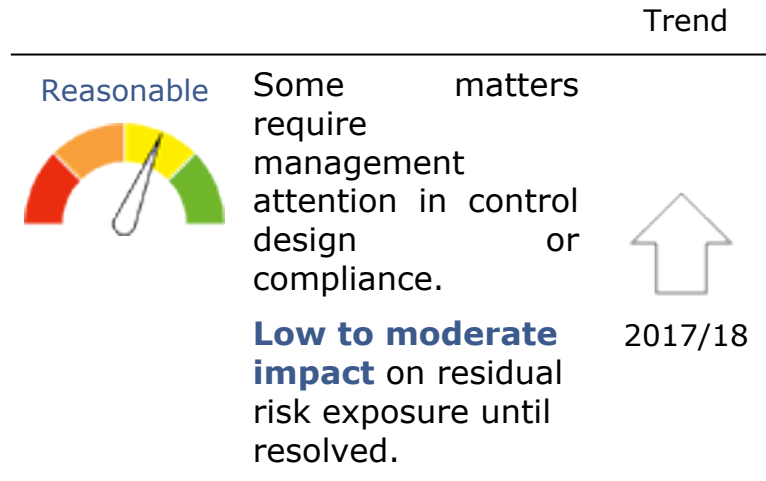 Trend
Reasonable
Some matters
require
management
attention in control
design or
compliance.
Low to moderate
impact on residual
risk exposure until
resolved.
2017/18